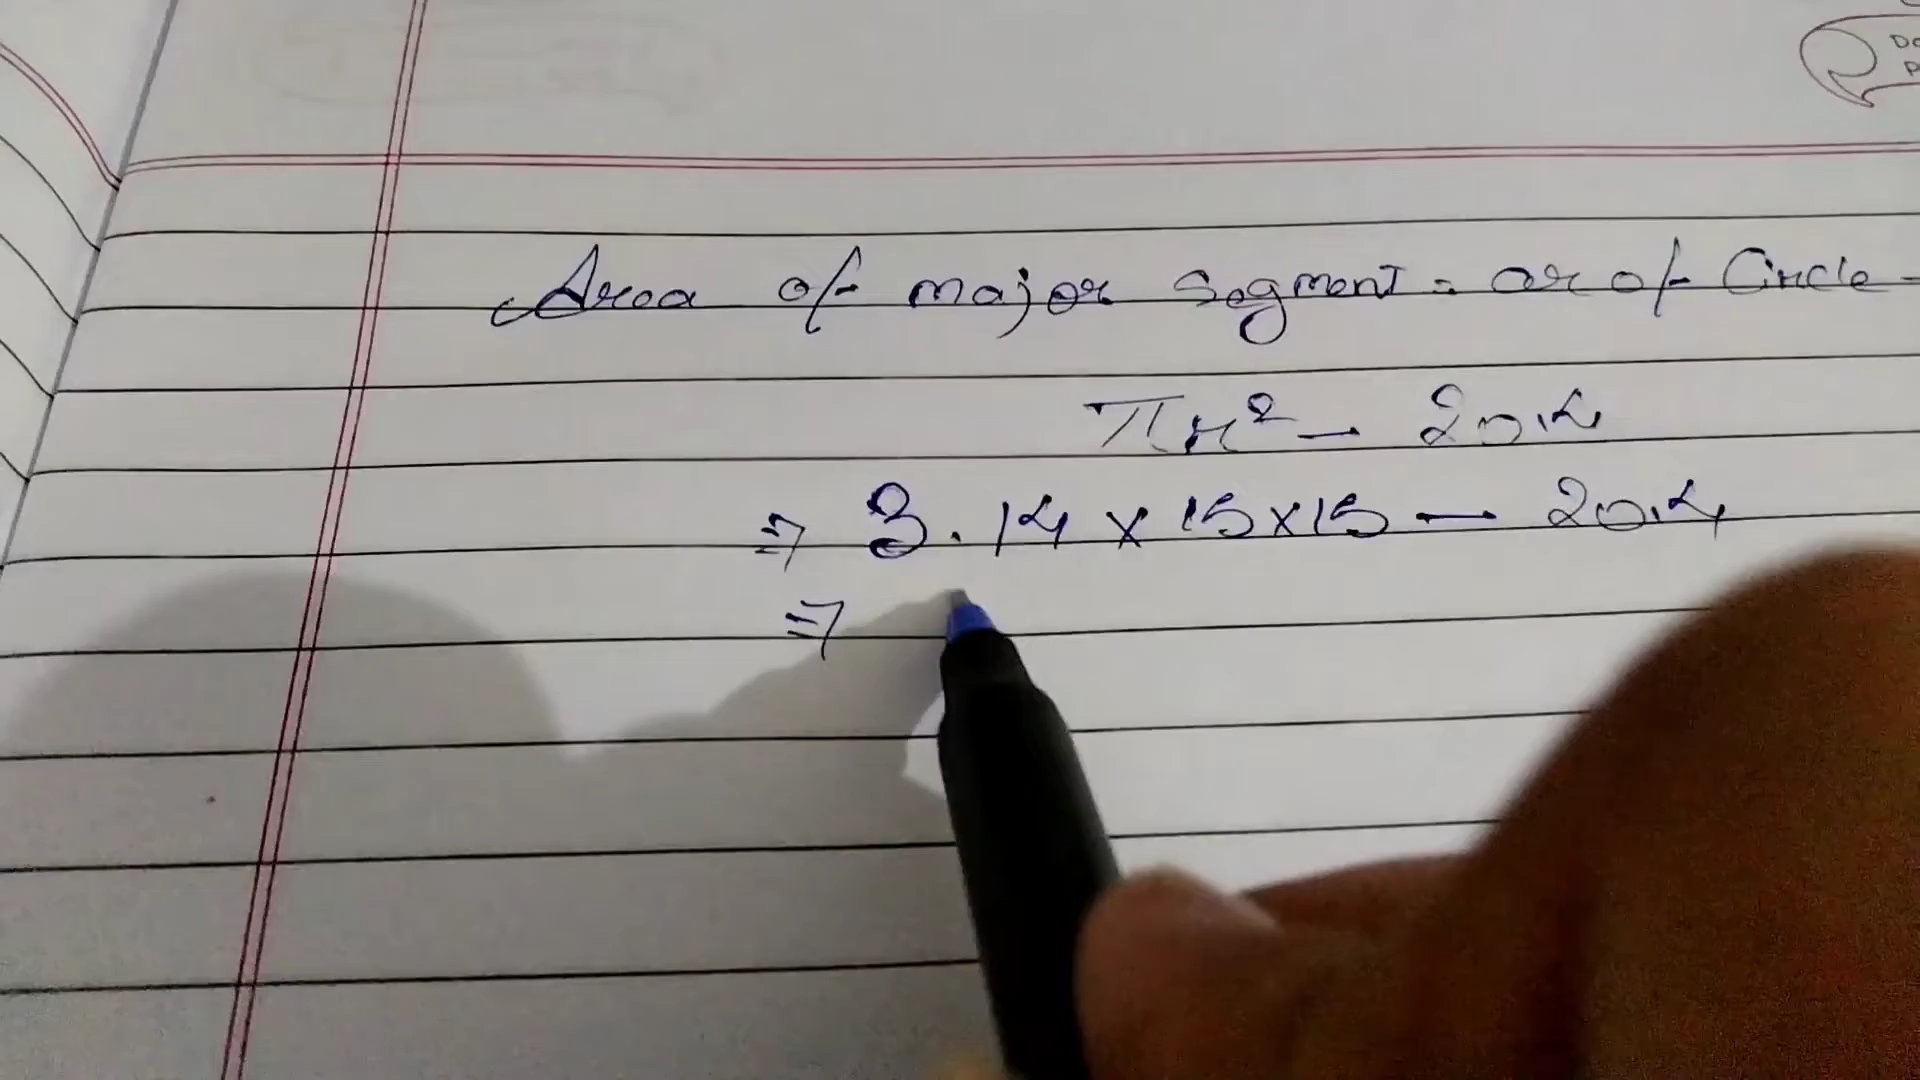 Area of major Segment = ar of Circle -
πr² - 20.4
⇒ 3.14 × 15×15 - 20.4
⇒